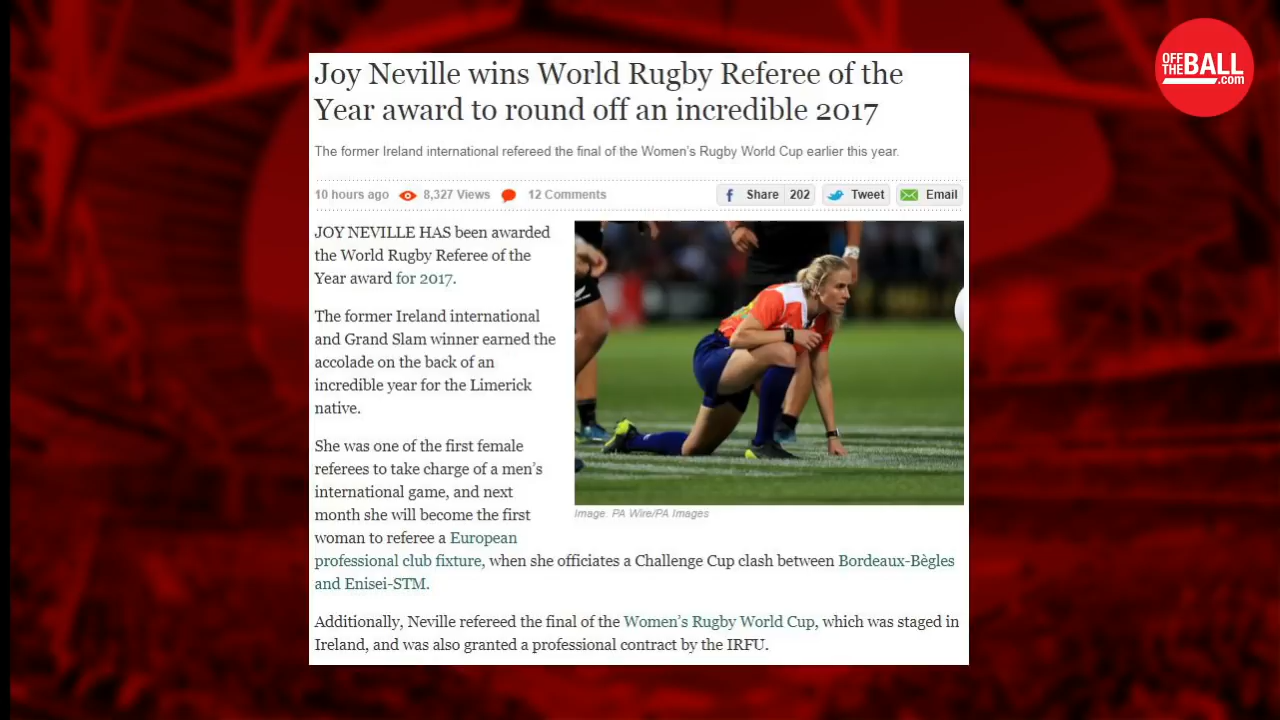 OFF
THE BALL
.com
Joy Neville wins World Rugby Referee of the
Year award to round off an incredible 2017
The former Ireland international refereed the final of the Women's Rugby World Cup earlier this year.
10 hours ago 8,327 Views 12 Comments Share 202 Tweet Email
JOY NEVILLE HAS been awarded
the World Rugby Referee of the
Year award for 2017.
The former Ireland international
and Grand Slam winner earned the
accolade on the back of an
incredible year for the Limerick
native.
She was one of the first female
referees to take charge of a men's
international game, and next
month she will become the first
woman to referee a European
professional club fixture, when she officiates a Challenge Cup clash between Bordeaux-Bègles
and Enisei-STM.
Image: PA Wire/PA Images
Additionally, Neville refereed the final of the Women's Rugby World Cup, which was staged in
Ireland, and was also granted a professional contract by the IRFU.